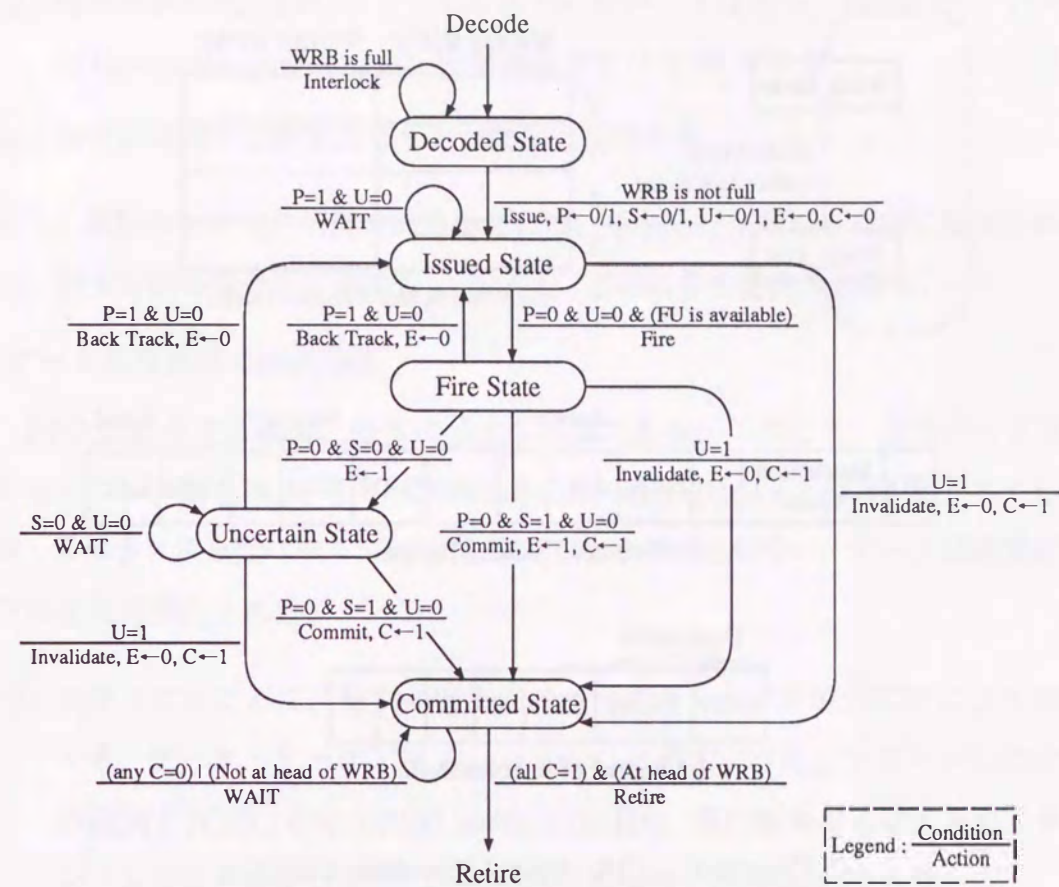 Decode
WRB is full
Interlock
Decoded State
P=1 & U=0
WAIT
WRB is not full
Issue, P←0/1, S←0/1, U←0/1, E←0, C←0
Issued State
P=1 & U=0
Back Track, E←0
P=1 & U=0
Back Track, E←0
P=0 & U=0 & (FU is available)
Fire
Fire State
P=0 & S=0 & U=0
E←1
U=1
Invalidate, E←0, C←1
U=1
Invalidate, E←0, C←1
S=0 & U=0
WAIT
Uncertain State
P=0 & S=1 & U=0
Commit, E←1, C←1
P=0 & S=1 & U=0
Commit, C←1
U=1
Invalidate, E←0, C←1
Committed State
(any C=0) | (Not at head of WRB)
WAIT
(all C=1) & (At head of WRB)
Retire
Legend : Condition
Action
Retire